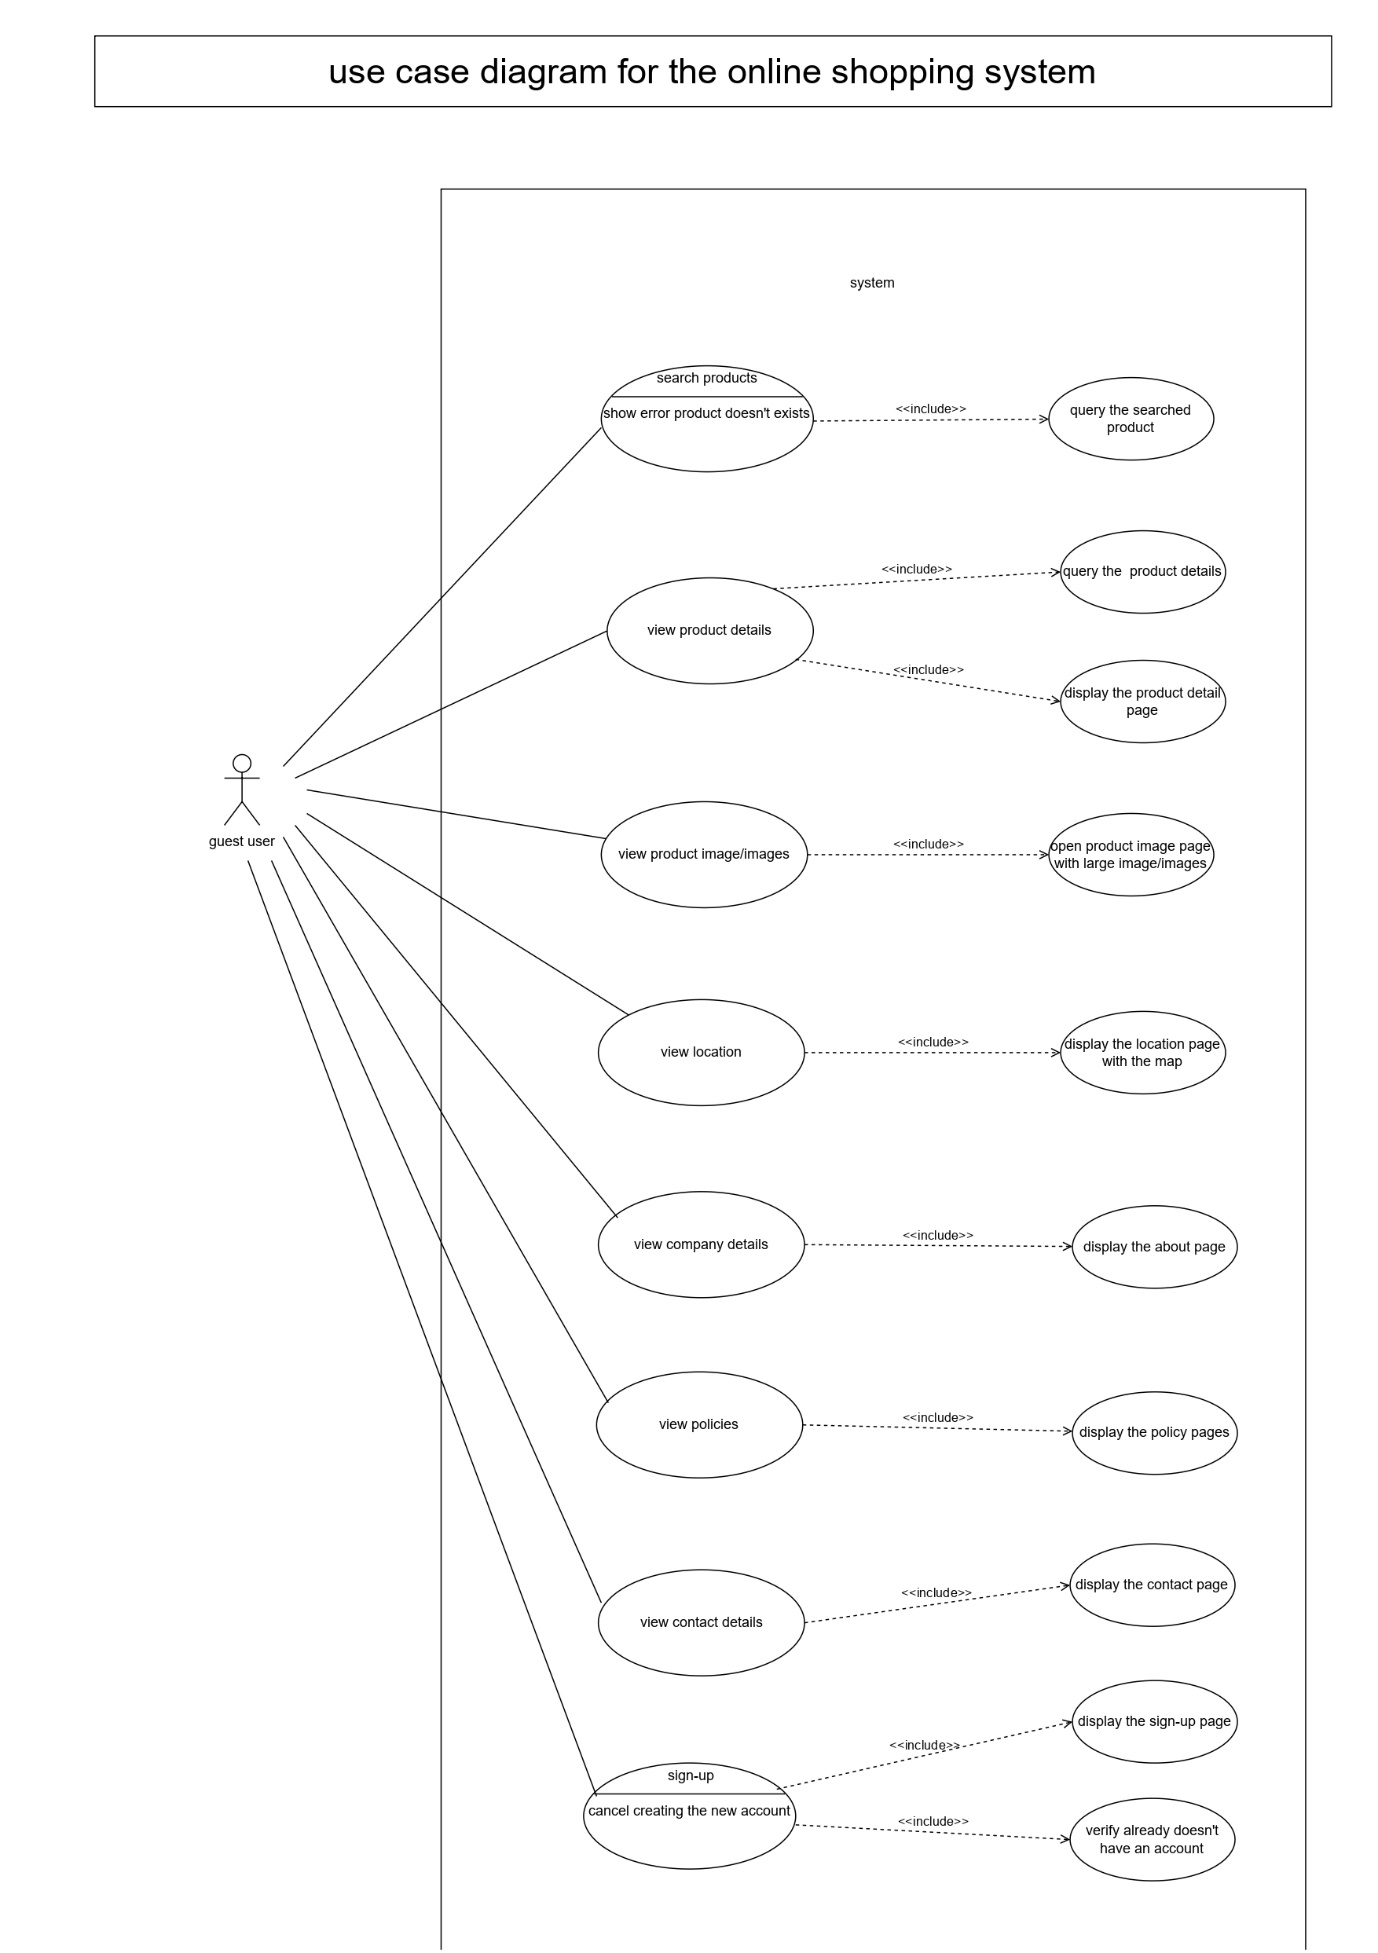 use case diagram for the online shopping system
system
search products
show error product doesn't exists
<<include>>
query the searched
product
<<include>>
query the  product details
view product details
<<include>>
display the product detail
page
guest user
view product image/images
<<include>>
open product image page
with large image/images
view location
<<include>>
display the location page
with the map
view company details
<<include>>
display the about page
view policies
<<include>>
display the policy pages
view contact details
<<include>>
display the contact page
<<include>>
display the sign-up page
sign-up
cancel creating the new account
<<include>>
verify already doesn't
have an account